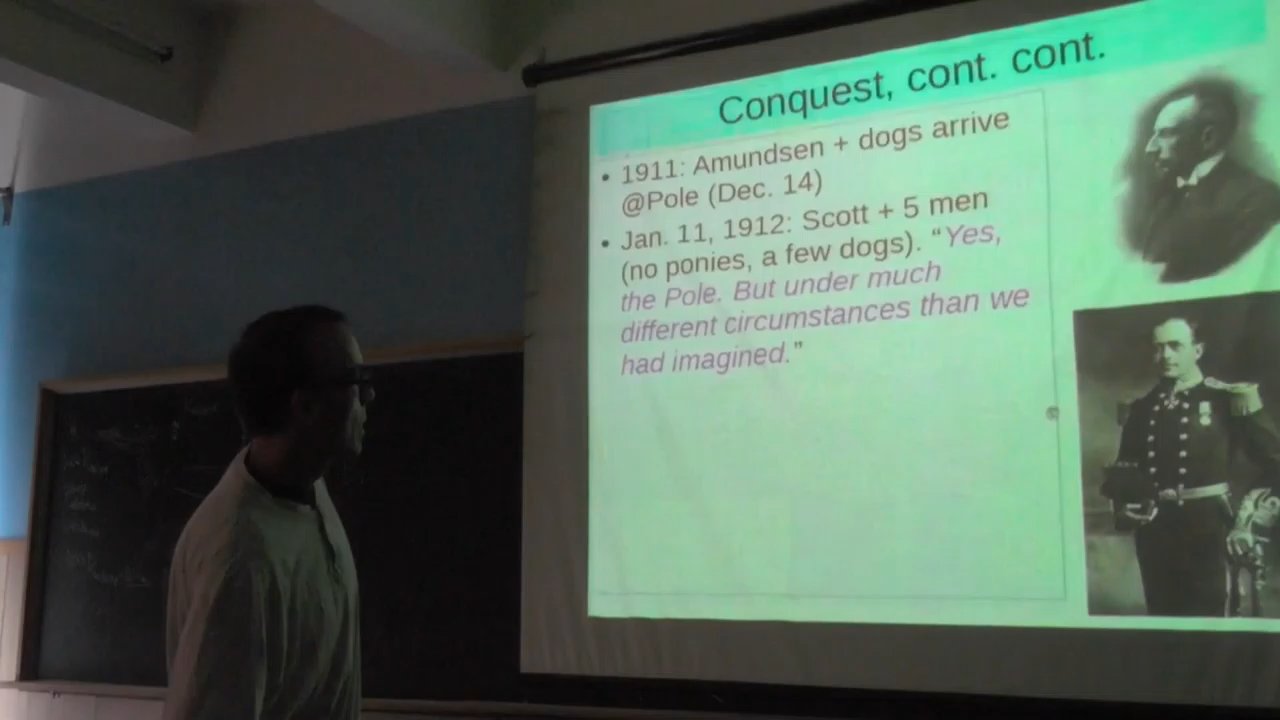 Conquest, cont. cont.
• 1911: Amundsen + dogs arrive
@Pole (Dec. 14)
• Jan. 11, 1912: Scott + 5 men
(no ponies, a few dogs). “Yes,
the Pole. But under much
different circumstances than we
had imagined.”